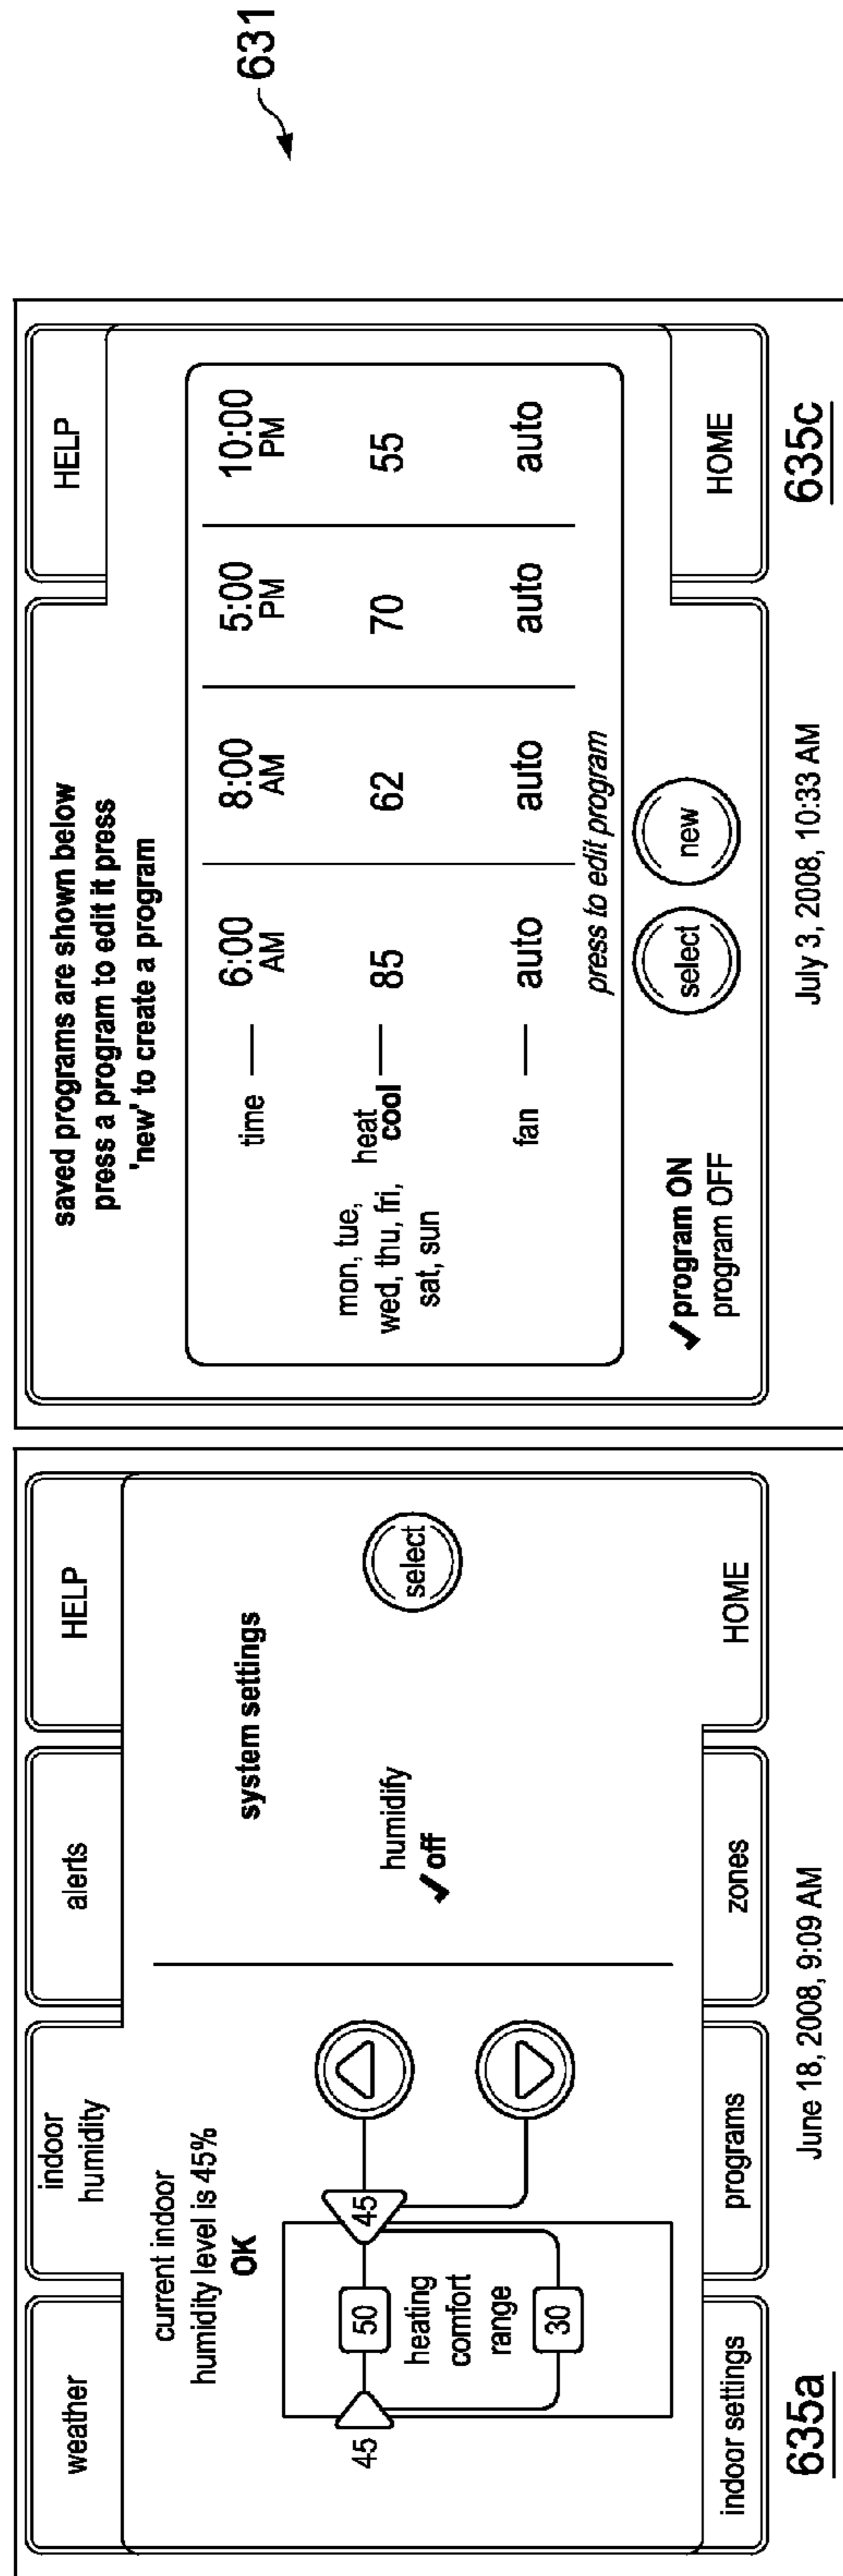 631
weather
indoor
humidity
alerts
HELP
current indoor
humidity level is 45%
OK
system settings
45
50
45
heating
comfort
range
30
humidify
✓off
select
indoor settings
programs
zones
HOME
635a
June 18, 2008, 9:09 AM
HELP
saved programs are shown below
press a program to edit it press
'new' to create a program
time
6:00
AM
8:00
AM
5:00
PM
10:00
PM
mon, tue,
wed, thu, fri,
sat, sun
heat
cool
85
62
70
55
fan
auto
auto
auto
auto
press to edit program
✓program ON
program OFF
select
new
HOME
July 3, 2008, 10:33 AM
635c